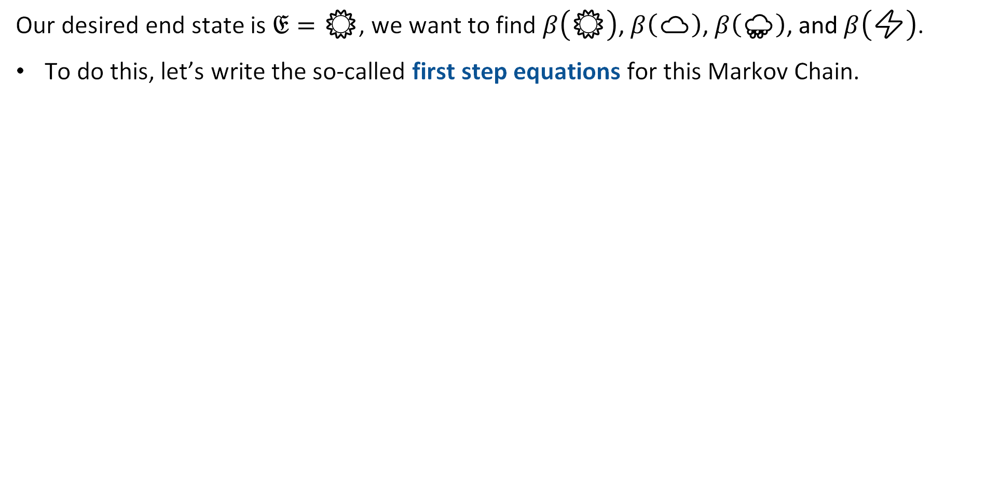 Our desired end state is 𝔈 = ☼, we want to find β(☼), β(☁), β(🌧), and β(⚡).
• To do this, let’s write the so-called first step equations for this Markov Chain.